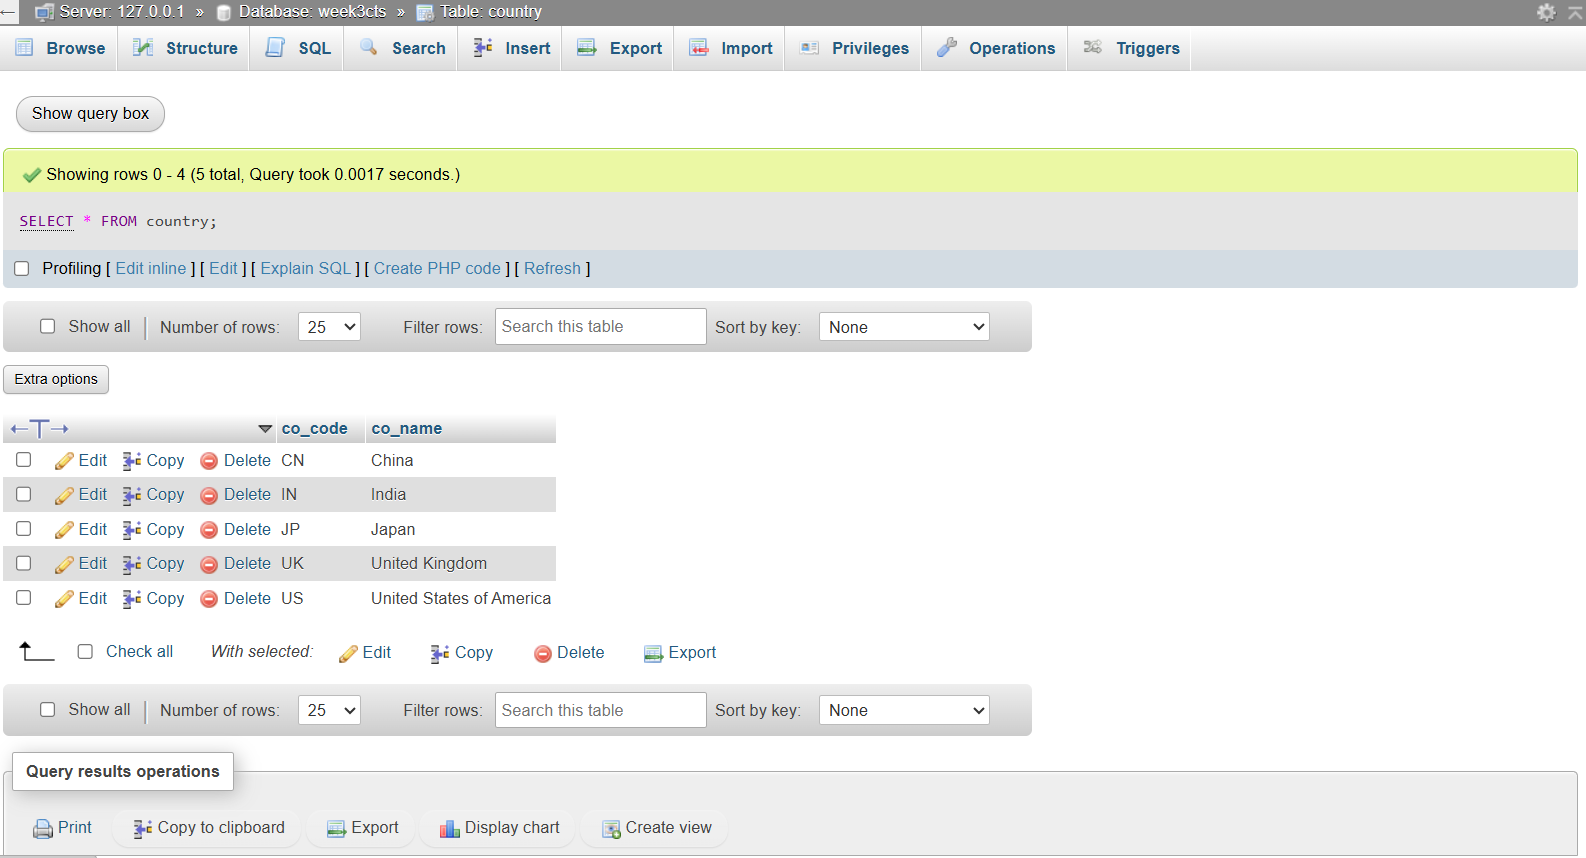 Server: 127.0.0.1 » Database: week3cts » Table: country
Browse Structure SQL Search Insert Export Import Privileges Operations Triggers
Show query box
Showing rows 0 - 4 (5 total, Query took 0.0017 seconds.)
SELECT * FROM country;
Profiling [ Edit inline ] [ Edit ] [ Explain SQL ] [ Create PHP code ] [ Refresh ]
Show all | Number of rows: 25 Filter rows: Search this table Sort by key: None
Extra options
←T→ co_code co_name
Edit Copy Delete CN China
Edit Copy Delete IN India
Edit Copy Delete JP Japan
Edit Copy Delete UK United Kingdom
Edit Copy Delete US United States of America
Check all With selected: Edit Copy Delete Export
Show all | Number of rows: 25 Filter rows: Search this table Sort by key: None
Query results operations
Print Copy to clipboard Export Display chart Create view